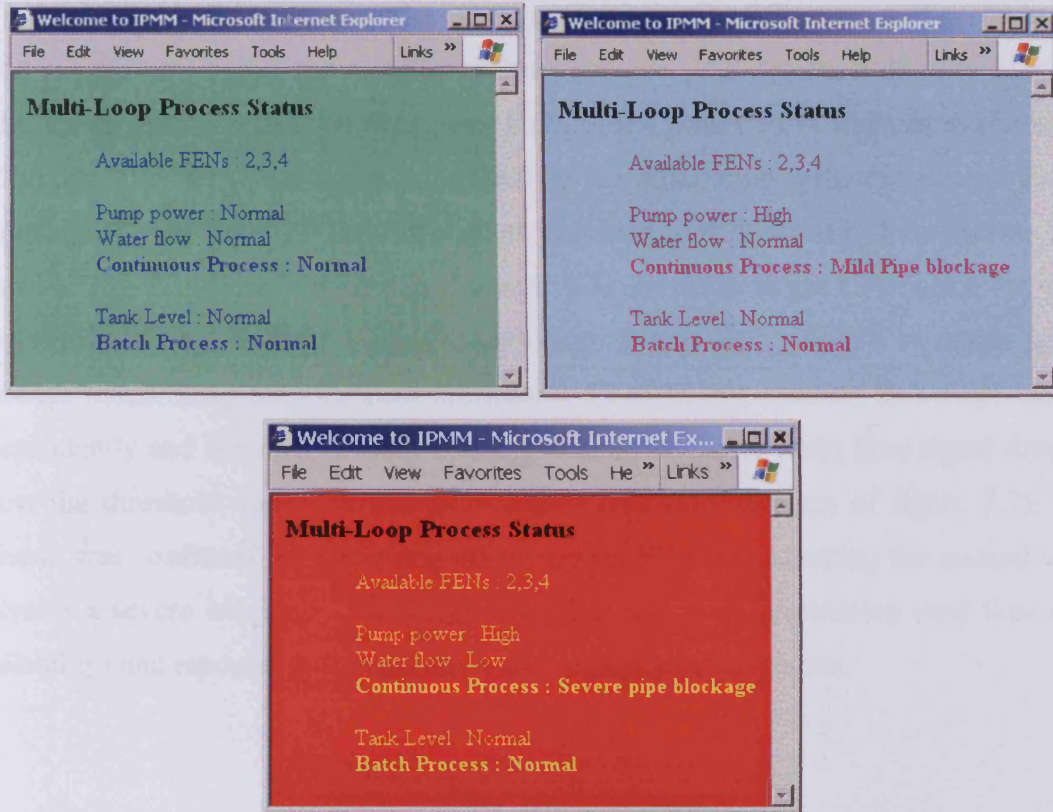 Welcome to IPMM - Microsoft Internet Explorer
File Edit View Favorites Tools Help Links »
Multi-Loop Process Status
Available FENs : 2,3,4
Pump power : Normal
Water flow : Normal
Continuous Process : Normal
Tank Level : Normal
Batch Process : Normal
Welcome to IPMM - Microsoft Internet Explorer
File Edit View Favorites Tools Help Links »
Multi-Loop Process Status
Available FENs : 2,3,4
Pump power : High
Water flow : Normal
Continuous Process : Mild Pipe blockage
Tank Level : Normal
Batch Process : Normal
Welcome to IPMM - Microsoft Internet Ex...
File Edit View Favorites Tools He » Links »
Multi-Loop Process Status
Available FENs : 2,3,4
Pump power : High
Water flow : Low
Continuous Process : Severe pipe blockage
Tank Level : Normal
Batch Process : Normal